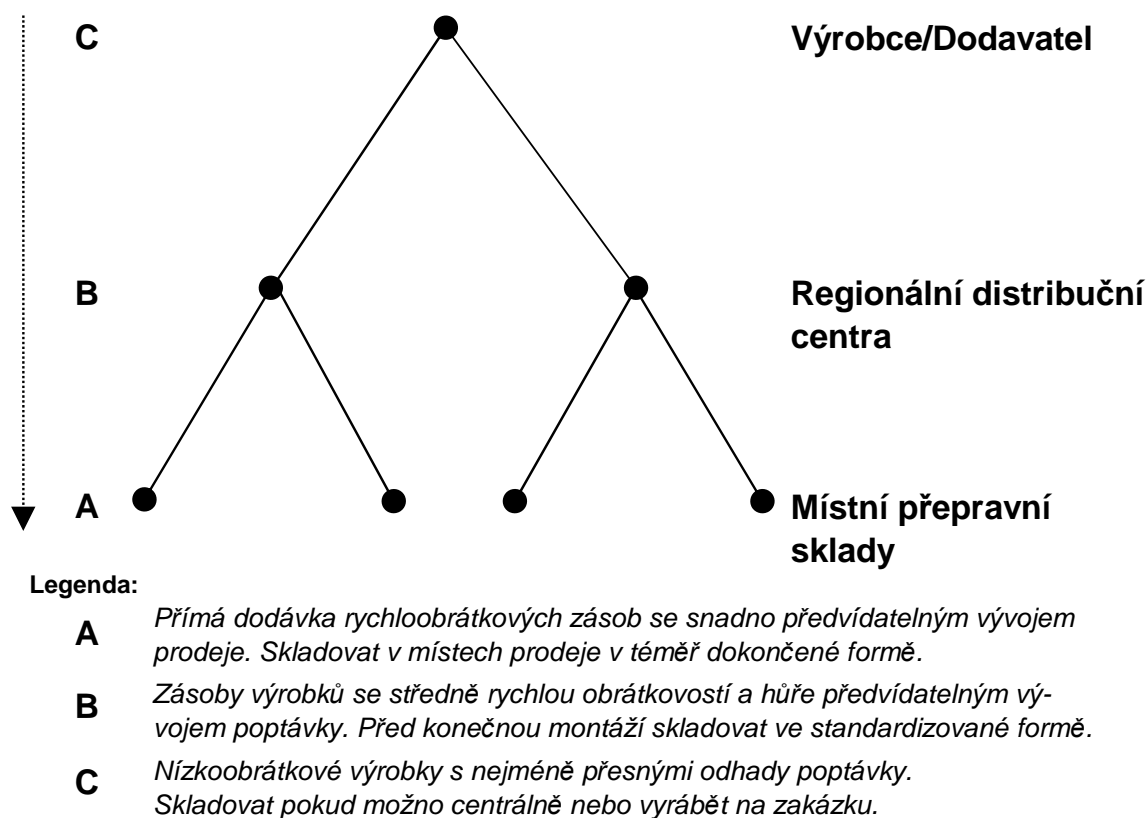 C
Výrobce/Dodavatel
B
Regionální distribuční
centra
A
Místní přepravní
sklady
Legenda:
A
Přímá dodávka rychloobrátkových zásob se snadno předvídatelným vývojem
prodeje. Skladovat v místech prodeje v téměř dokončené formě.
B
Zásoby výrobků se středně rychlou obrátkovostí a hůře předvídatelným vý-
vojem poptávky. Před konečnou montáží skladovat ve standardizované formě.
C
Nízkoobrátkové výrobky s nejméně přesnými odhady poptávky.
Skladovat pokud možno centrálně nebo vyrábět na zakázku.